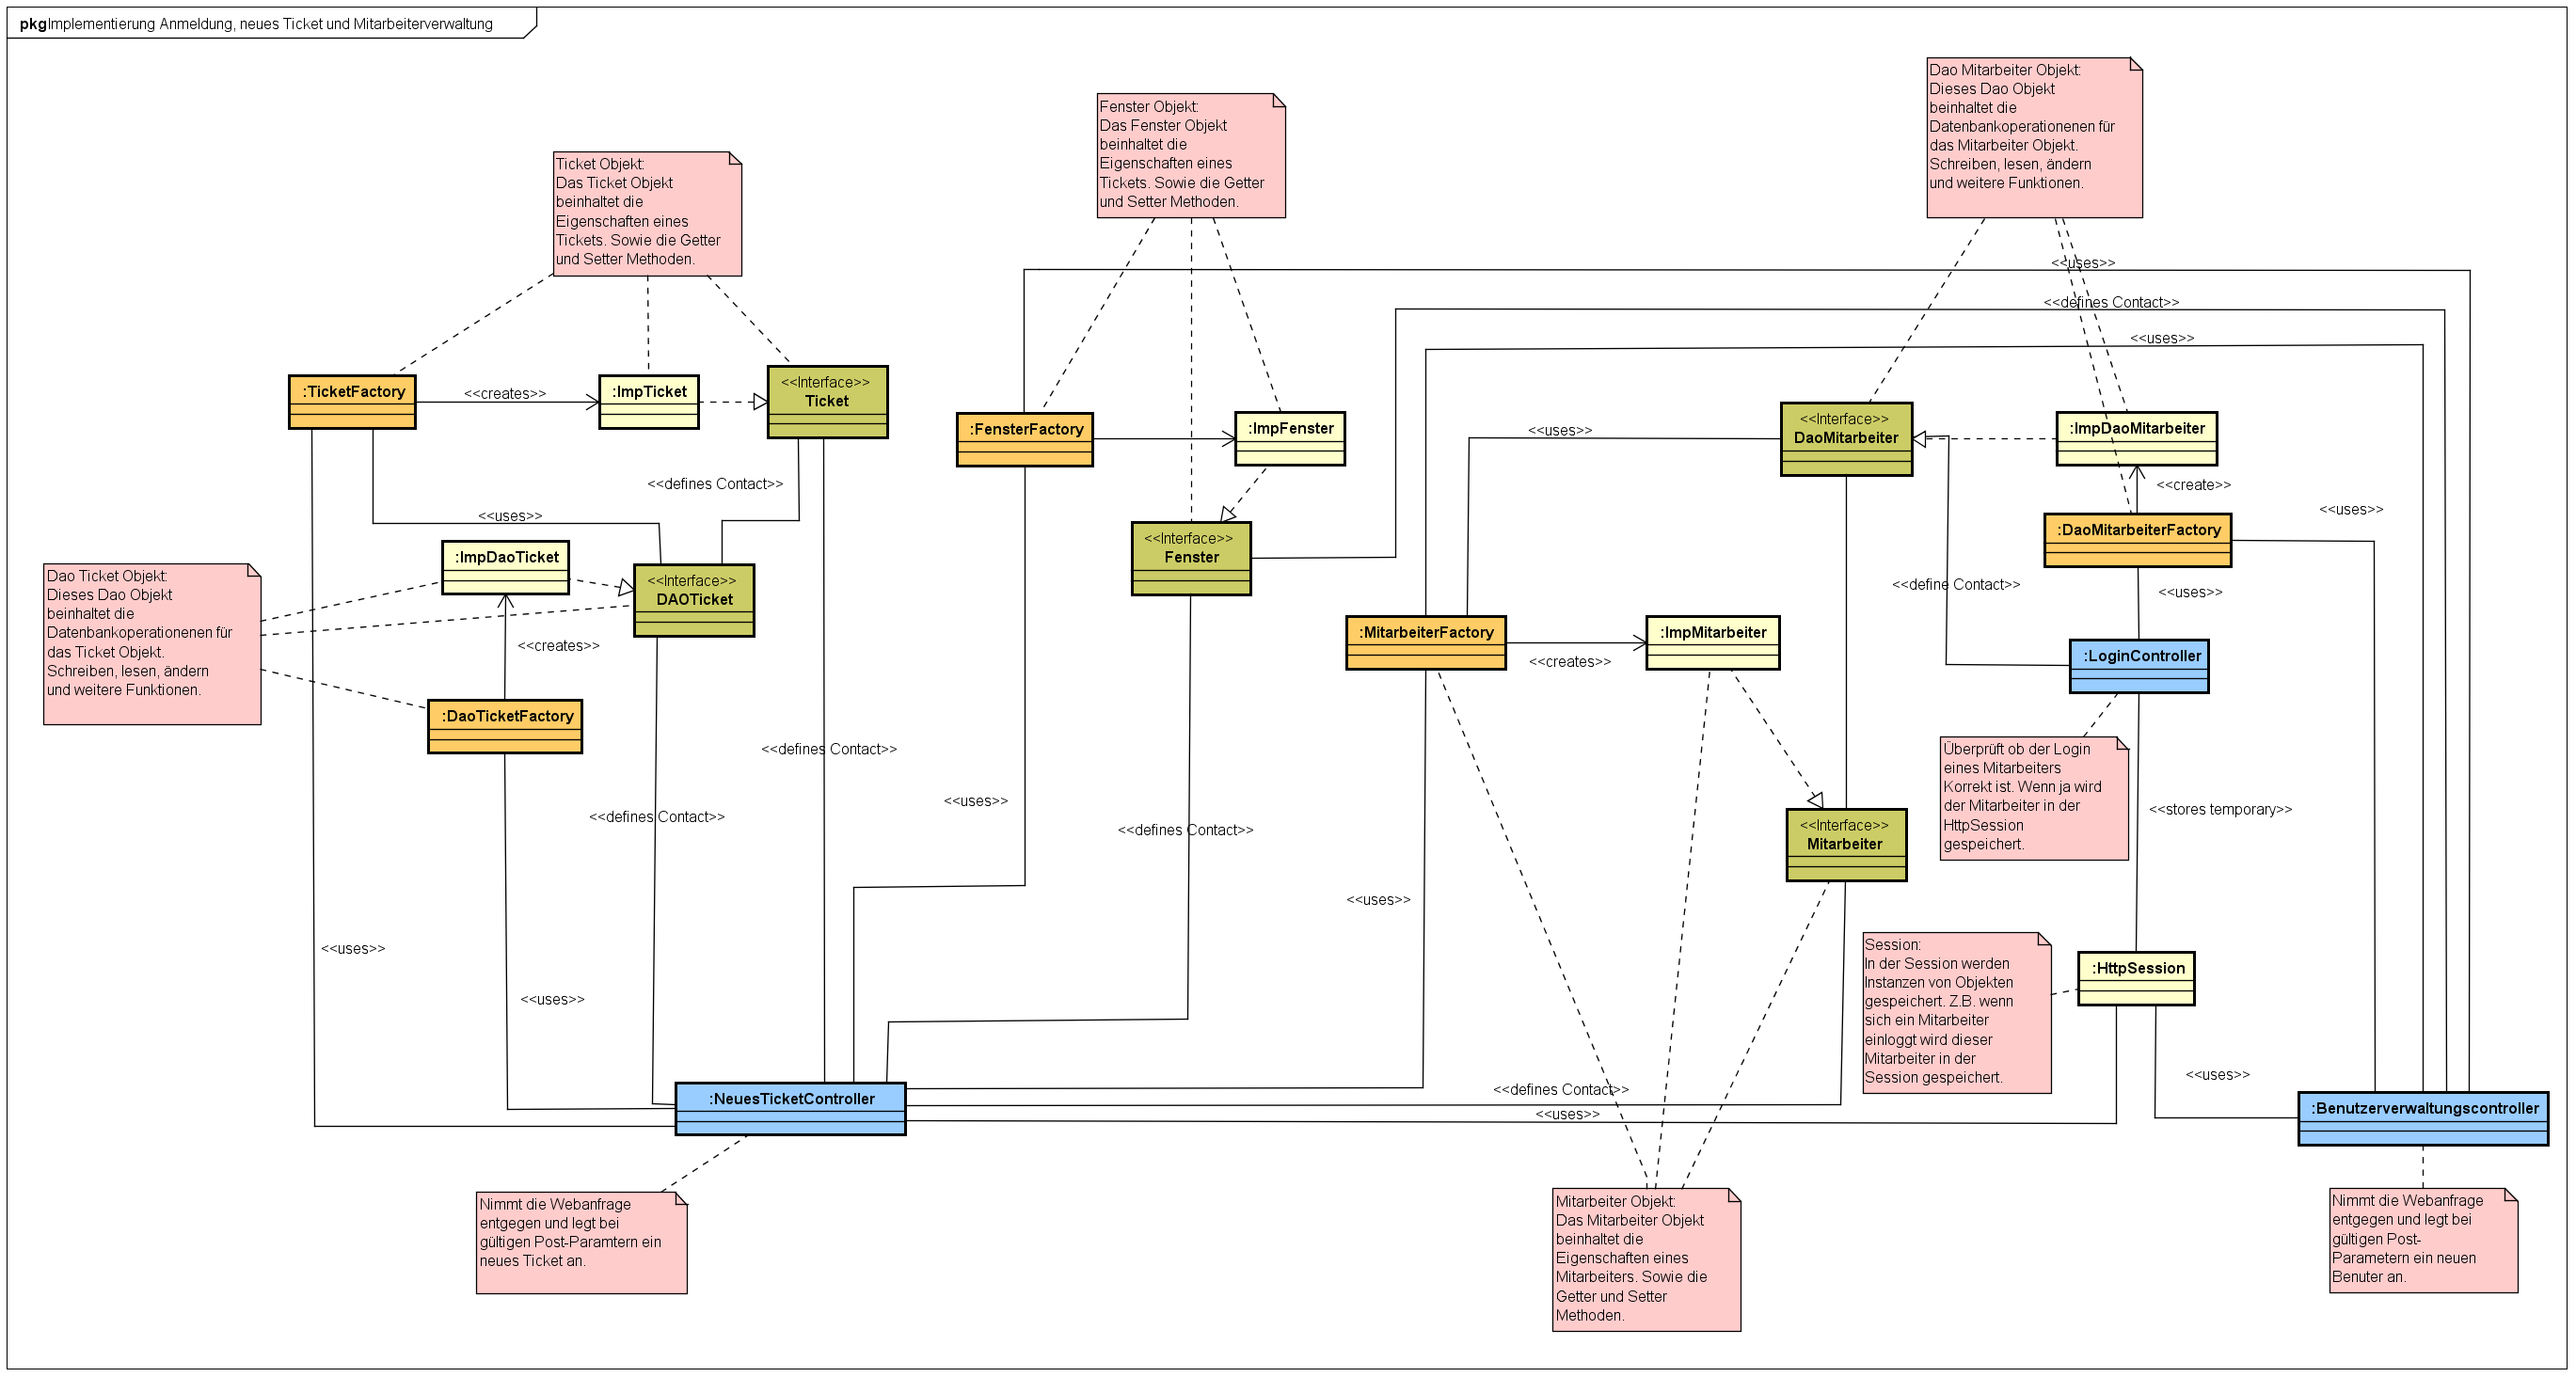 pkg Implementierung Anmeldung, neues Ticket und Mitarbeiterverwaltung
Dao Mitarbeiter Objekt:
Dieses Dao Objekt
beinhaltet die
Datenbankoperationenen für
das Mitarbeiter Objekt.
Schreiben, lesen, ändern
und weitere Funktionen.
Fenster Objekt:
Das Fenster Objekt
beinhaltet die
Eigenschaften eines
Tickets. Sowie die Getter
und Setter Methoden.
Ticket Objekt:
Das Ticket Objekt
beinhaltet die
Eigenschaften eines
Tickets. Sowie die Getter
und Setter Methoden.
<<uses>>
<<defines Contact>>
<<uses>>
:TicketFactory
<<creates>>
:ImpTicket
<<Interface>>
Ticket
:FensterFactory
:ImpFenster
<<uses>>
<<Interface>>
DaoMitarbeiter
:ImpDaoMitarbeiter
<<defines Contact>>
<<create>>
<<uses>>
<<uses>>
:DaoMitarbeiterFactory
<<Interface>>
Fenster
:ImpDaoTicket
<<Interface>>
DAOTicket
Dao Ticket Objekt:
Dieses Dao Objekt
beinhaltet die
Datenbankoperationenen für
das Ticket Objekt.
Schreiben, lesen, ändern
und weitere Funktionen.
<<define Contact>>
<<uses>>
<<creates>>
:MitarbeiterFactory
<<creates>>
:ImpMitarbeiter
:LoginController
:DaoTicketFactory
<<defines Contact>>
Überprüft ob der Login
eines Mitarbeiters
Korrekt ist. Wenn ja wird
der Mitarbeiter in der
HttpSession
gespeichert.
<<uses>>
<<stores temporary>>
<<defines Contact>>
<<defines Contact>>
<<Interface>>
Mitarbeiter
<<uses>>
<<uses>>
Session:
In der Session werden
Instanzen von Objekten
gespeichert. Z.B. wenn
sich ein Mitarbeiter
einloggt wird dieser
Mitarbeiter in der
Session gespeichert.
:HttpSession
<<uses>>
<<uses>>
:NeuesTicketController
<<defines Contact>>
<<uses>>
:Benutzerverwaltungscontroller
Nimmt die Webanfrage
entgegen und legt bei
gültigen Post-Paramtern ein
neues Ticket an.
Mitarbeiter Objekt:
Das Mitarbeiter Objekt
beinhaltet die
Eigenschaften eines
Mitarbeiters. Sowie die
Getter und Setter
Methoden.
Nimmt die Webanfrage
entgegen und legt bei
gültigen Post-
Parametern ein neuen
Benuter an.